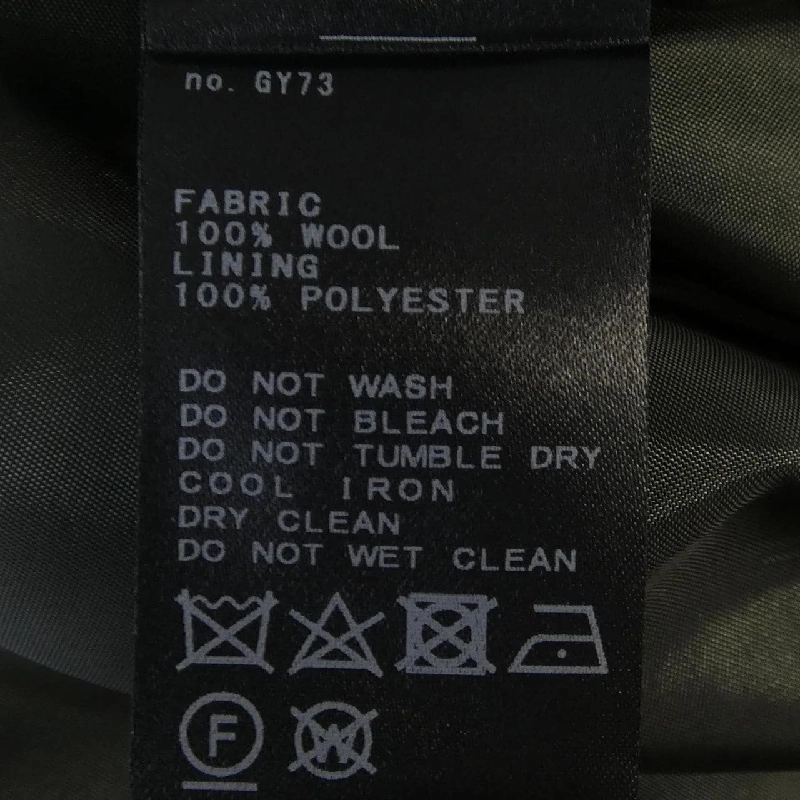 no. GY73
FABRIC
100% WOOL
LINING
100% POLYESTER
DO NOT WASH
DO NOT BLEACH
DO NOT TUMBLE DRY
COOL IRON
DRY CLEAN
DO NOT WET CLEAN
F W